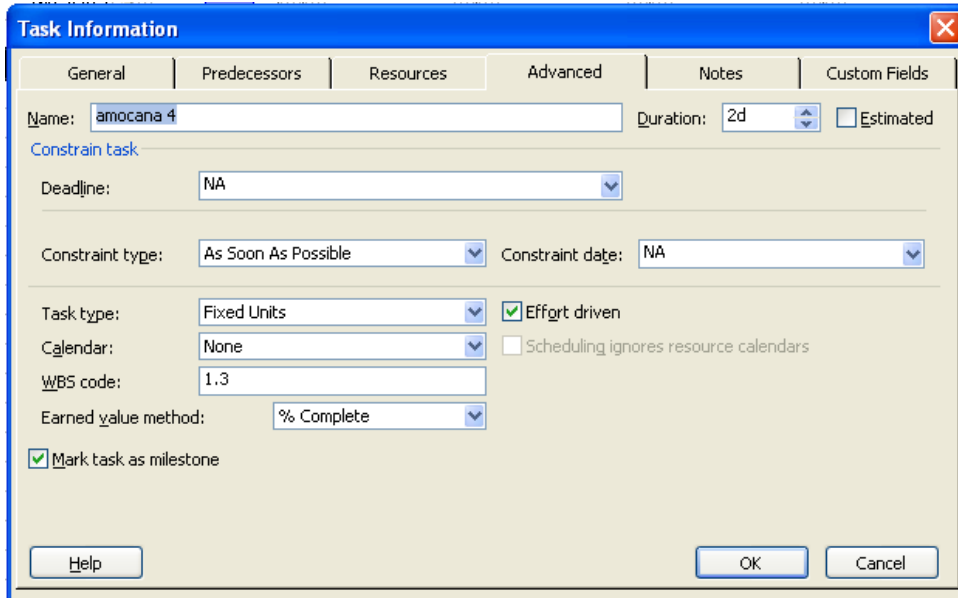 Task Information
General Predecessors Resources Advanced Notes Custom Fields
Name: amocana 4 Duration: 2d Estimated
Constrain task
Deadline: NA
Constraint type: As Soon As Possible Constraint date: NA
Task type: Fixed Units Effort driven
Calendar: None Scheduling ignores resource calendars
WBS code: 1.3
Earned value method: % Complete
Mark task as milestone
Help OK Cancel